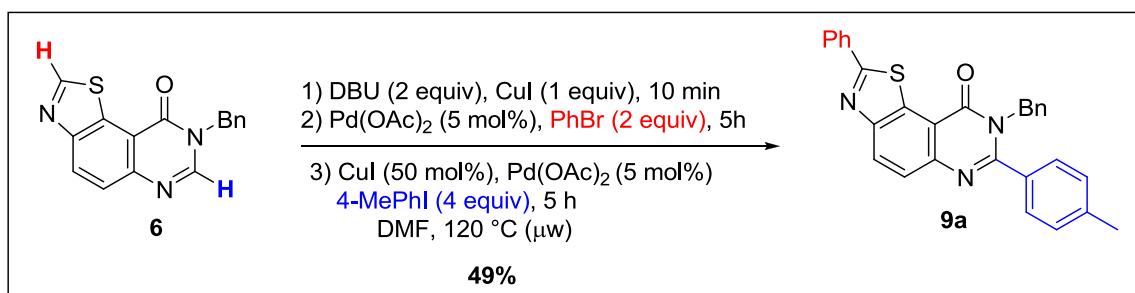 H
S
O
N
Bn
N
N
H
6
1) DBU (2 equiv), CuI (1 equiv), 10 min
2) Pd(OAc)₂ (5 mol%), PhBr (2 equiv), 5h
3) CuI (50 mol%), Pd(OAc)₂ (5 mol%)
4-MePhI (4 equiv), 5 h
DMF, 120 °C (μw)
49%
Ph
S
O
N
Bn
N
N
9a